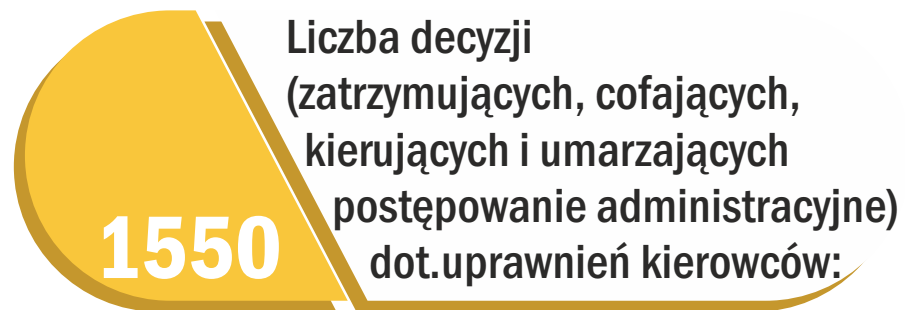 Liczba decyzji
(zatrzymujących, cofających,
kierujących i umarzających
postępowanie administracyjne)
dot.uprawnień kierowców:
1550